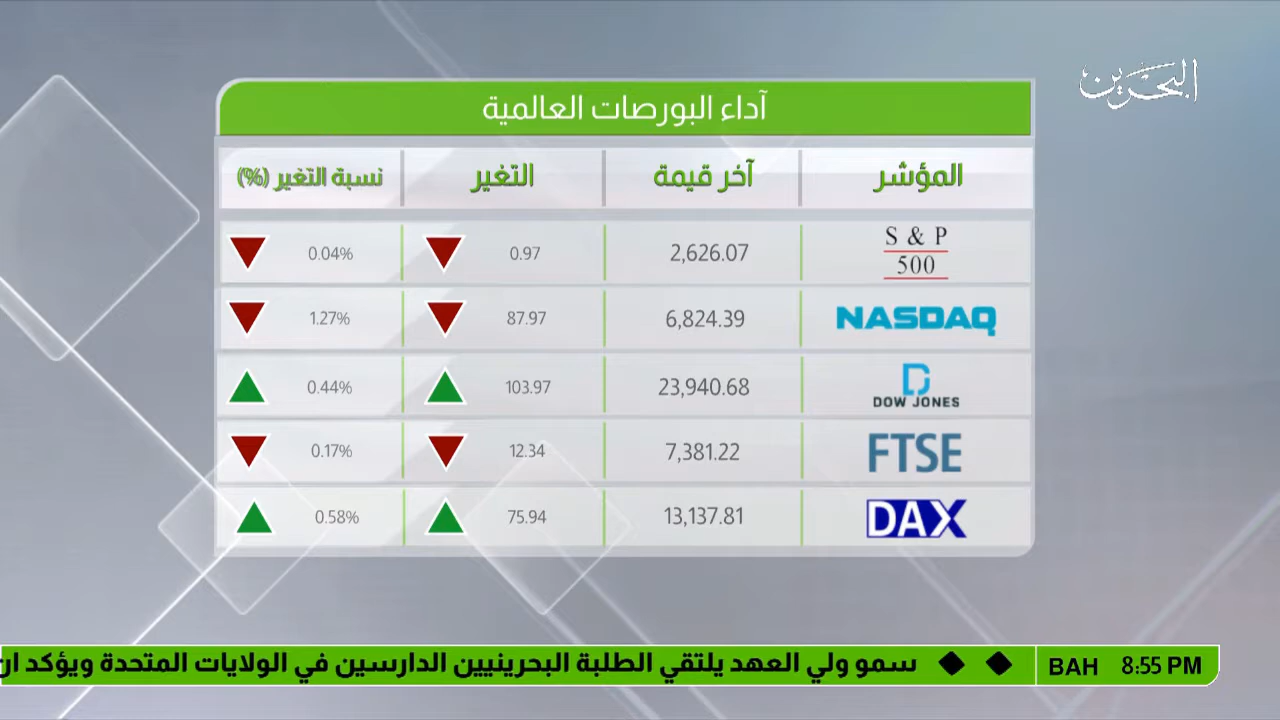 البحرين
آداء البورصات العالمية
المؤشر آخر قيمة التغير نسبة التغير (%)
S & P 500 2,626.07 0.97 0.04%
NASDAQ 6,824.39 87.97 1.27%
DOW JONES 23,940.68 103.97 0.44%
FTSE 7,381.22 12.34 0.17%
DAX 13,137.81 75.94 0.58%
BAH 8:55 PM
سمو ولي العهد يلتقي الطلبة البحرينيين الدارسين في الولايات المتحدة ويؤكد ان